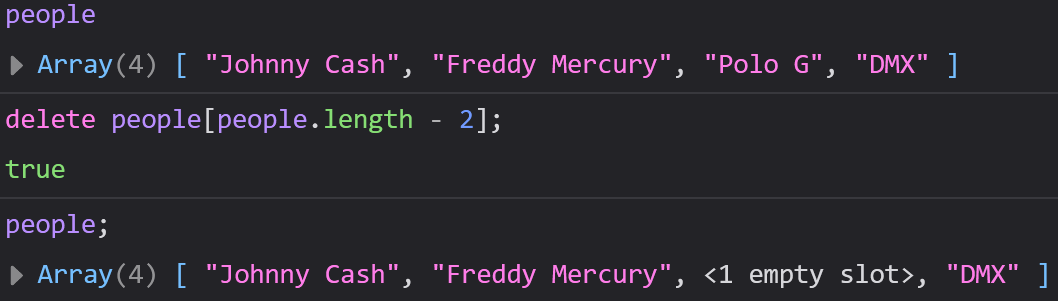 people
Array(4) [ "Johnny Cash", "Freddy Mercury", "Polo G", "DMX" ]
delete people[people.length - 2];
true
people;
Array(4) [ "Johnny Cash", "Freddy Mercury", <1 empty slot>, "DMX" ]